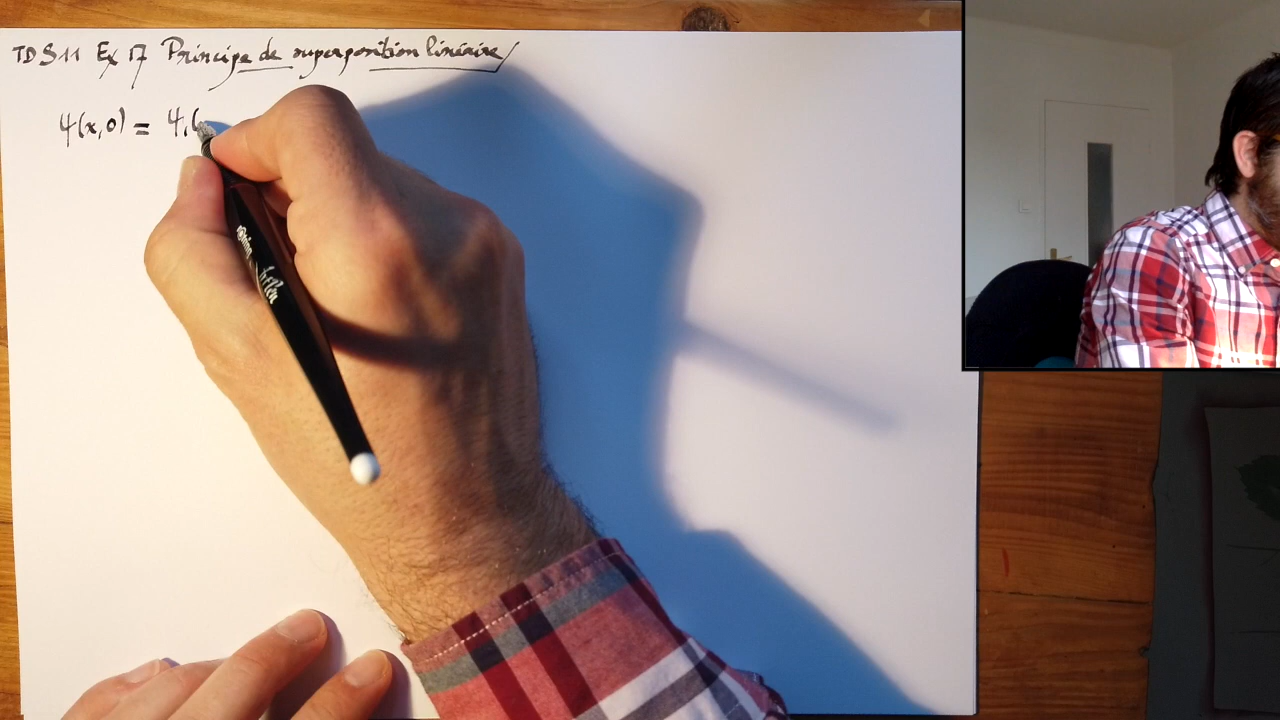 TD S11 Ex 17 Principe de superposition linéaire
Ψ(x,0) = Ψ₁(